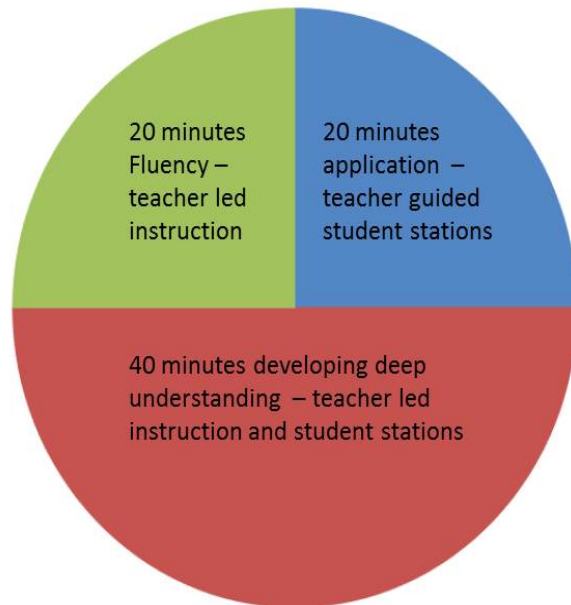 20 minutes
Fluency –
teacher led
instruction
20 minutes
application –
teacher guided
student stations
40 minutes developing deep
understanding – teacher led
instruction and student stations